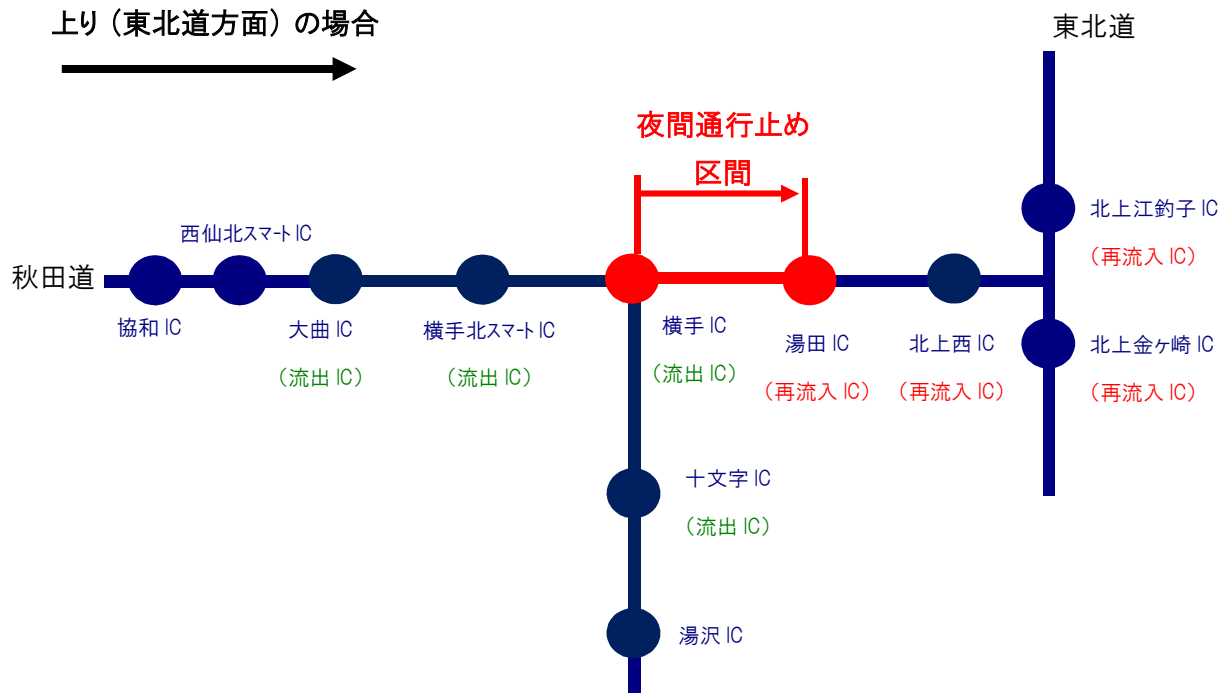 上り（東北道方面）の場合
東北道
夜間通行止め
区間
北上江釣子 IC
（再流入 IC）
西仙北スマート IC
秋田道
協和 IC
大曲 IC
（流出 IC）
横手北スマート IC
（流出 IC）
横手 IC
（流出 IC）
湯田 IC
（再流入 IC）
北上西 IC
（再流入 IC）
北上金ヶ崎 IC
（再流入 IC）
十文字 IC
（流出 IC）
湯沢 IC